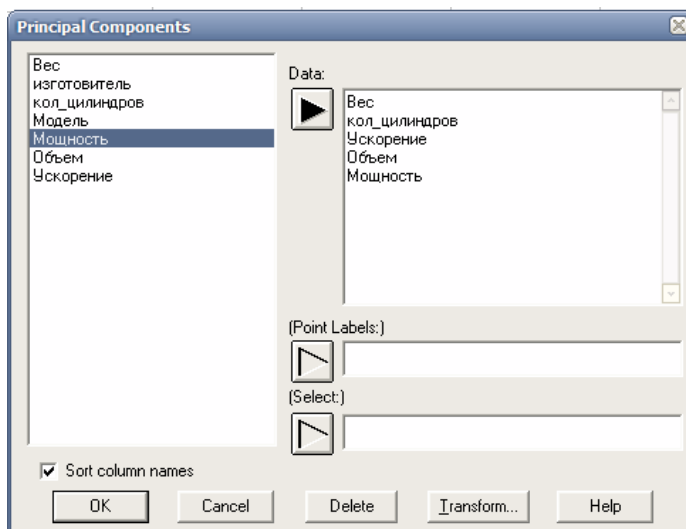 Principal Components
Вес
изготовитель
кол_цилиндров
Модель
Мощность
Объем
Ускорение
Data:
Вес
кол_цилиндров
Ускорение
Объем
Мощность
(Point Labels:)
(Select:)
Sort column names
OK
Cancel
Delete
Transform...
Help